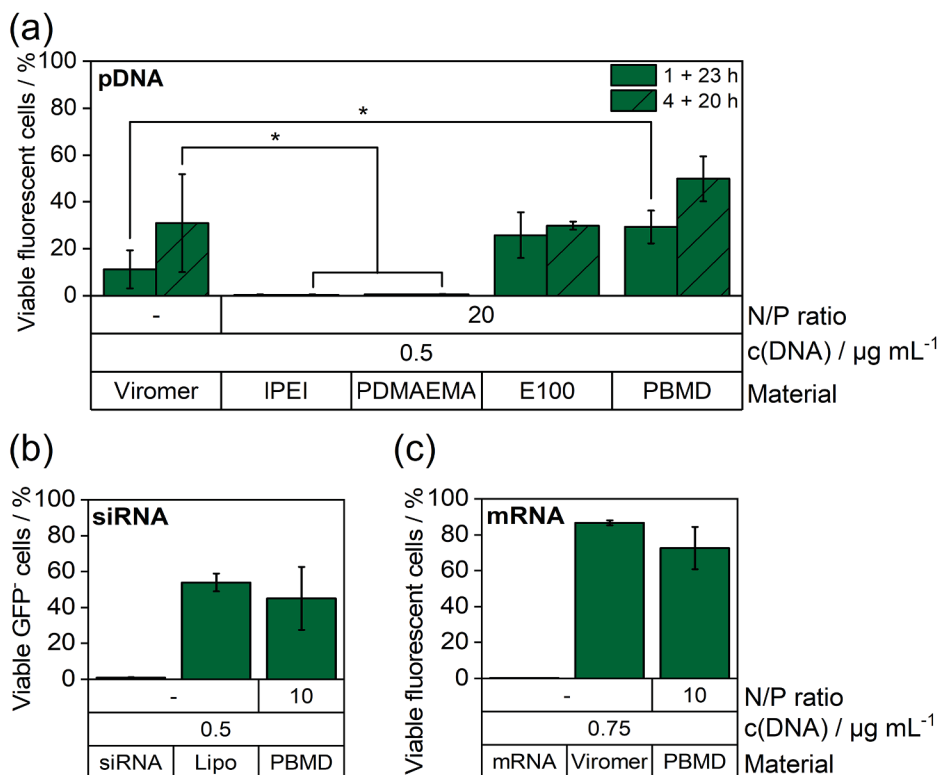 (a)
pDNA
1 + 23 h
4 + 20 h
*
*
Viable fluorescent cells / %
100
80
60
40
20
0
- 20 N/P ratio
0.5 c(DNA) / µg mL⁻¹
Viromer lPEI PDMAEMA E100 PBMD Material
(b)
siRNA
Viable GFP⁻ cells / %
100
80
60
40
20
0
- 10
0.5
siRNA Lipo PBMD
(c)
mRNA
Viable fluorescent cells / %
100
80
60
40
20
0
- 10 N/P ratio
0.75 c(DNA) / µg mL⁻¹
mRNA Viromer PBMD Material